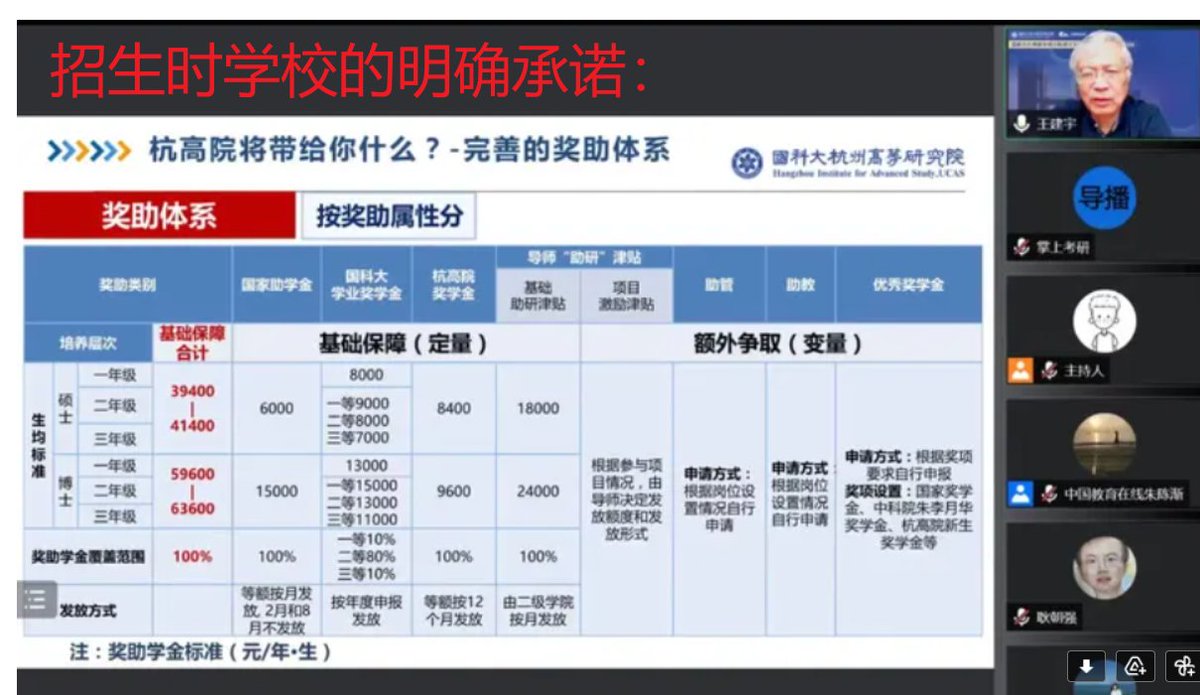 招生时学校的明确承诺：
杭高院将带给你什么？-完善的奖助体系
國科大杭州高等研究院
Hangzhou Institute for Advanced Study,UCAS
奖助体系
按奖助属性分
奖助类别
国家助学金
国科大
学业奖学金
杭高院
奖学金
导师“助研”津贴
基础
助研津贴
项目
激励津贴
助管
助教
优秀奖学金
培养层次
基础保障
合计
基础保障（定量）
额外争取（变量）
生均标准
硕士
一年级
二年级
三年级
39400
|
41400
6000
8000
一等9000
二等8000
三等7000
8400
18000
博士
一年级
二年级
三年级
59600
|
63600
15000
13000
一等15000
二等13000
三等11000
9600
24000
根据参与项
目情况，由
导师决定发
放额度和发
放形式
申请方式：
根据岗位设
置情况自行
申请
申请方式：
根据岗位
设置情况
自行申请
申请方式：根据奖项
要求自行申报
奖项设置：国家奖学
金、中科院朱李月华
奖学金、杭高院新生
奖学金等
奖助学金覆盖范围
100%
100%
一等10%
二等80%
三等10%
100%
100%
发放方式
等额按月发
放, 2月和8
月不发放
按年度申报
发放
等额按12
个月发放
由二级学院
按月发放
注：奖助学金标准（元/年·生）
王建宇
导播
掌上考研
主持人
中国教育在线朱陈渐
耿朝强